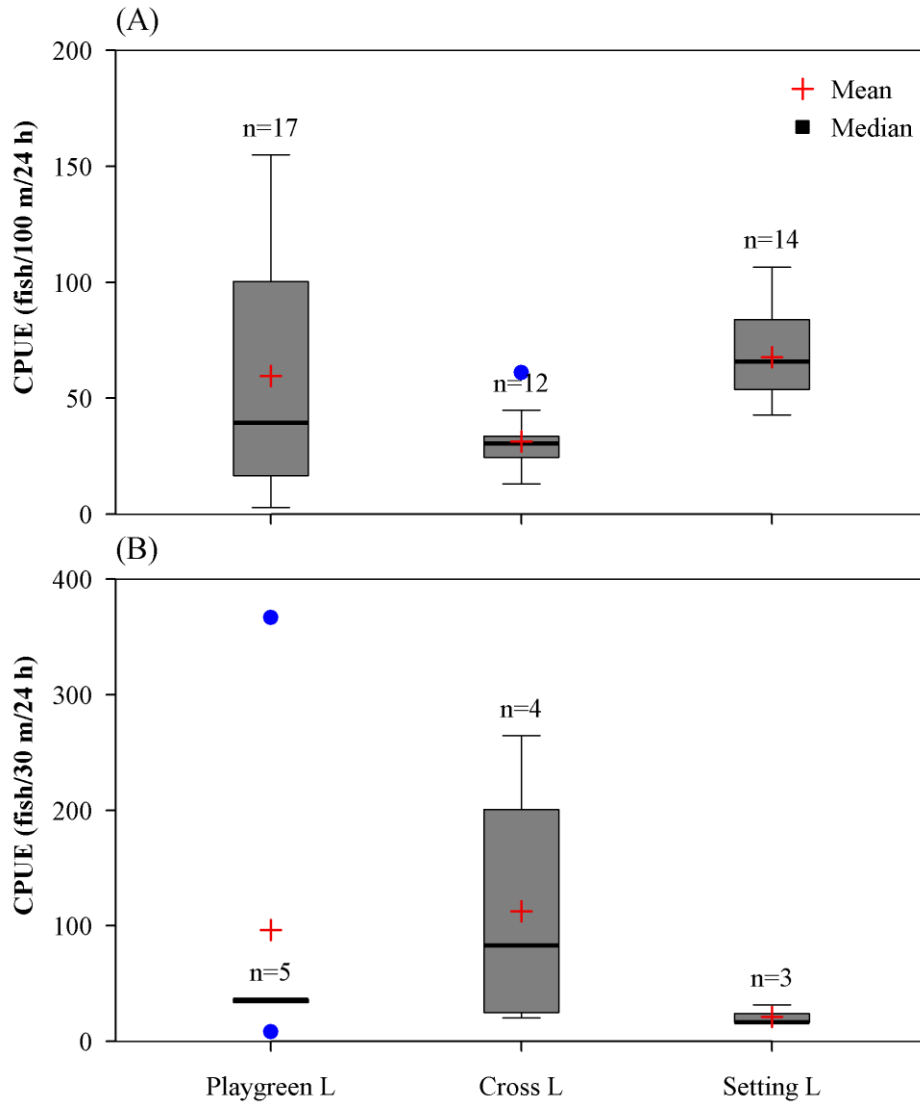 (A)
200
150
100
50
0
CPUE (fish/100 m/24 h)
Mean
Median
n=17
n=14
n=12
(B)
400
300
200
100
0
CPUE (fish/30 m/24 h)
n=4
n=5
n=3
Playgreen L
Cross L
Setting L